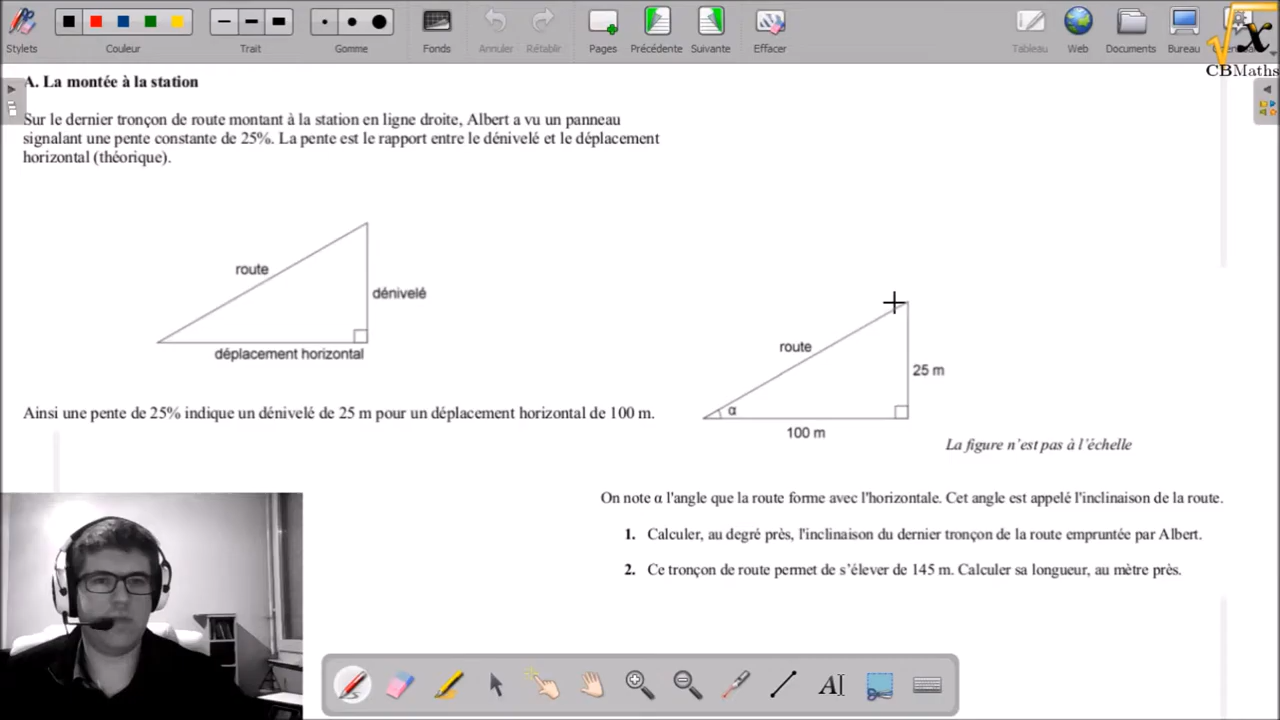 Stylets Couleur Trait Gomme Fonds Annuler Rétablir Pages Précédente Suivante Effacer Tableau Web Documents Bureau
CBMaths
A. La montée à la station
Sur le dernier tronçon de route montant à la station en ligne droite, Albert a vu un panneau
signalant une pente constante de 25%. La pente est le rapport entre le dénivelé et le déplacement
horizontal (théorique).
route
dénivelé
déplacement horizontal
route
25 m
α
100 m
Ainsi une pente de 25% indique un dénivelé de 25 m pour un déplacement horizontal de 100 m.
La figure n'est pas à l'échelle
On note α l'angle que la route forme avec l'horizontale. Cet angle est appelé l'inclinaison de la route.
1. Calculer, au degré près, l'inclinaison du dernier tronçon de la route empruntée par Albert.
2. Ce tronçon de route permet de s'élever de 145 m. Calculer sa longueur, au mètre près.